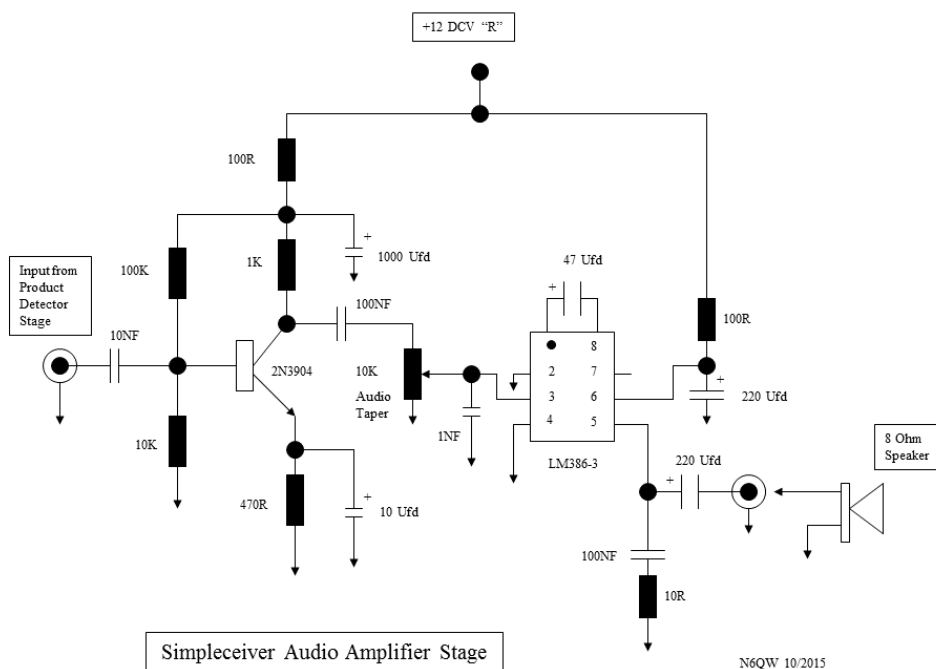 +12 DCV “R”
100R
1K
+
1000 Ufd
100K
Input from
Product
Detector
Stage
10NF
100NF
2N3904
10K
Audio
Taper
10K
470R
+
10 Ufd
1NF
47 Ufd
+
8
2
7
3
6
4
5
LM386-3
100R
+
220 Ufd
220 Ufd
+
8 Ohm
Speaker
100NF
10R
Simpleceiver Audio Amplifier Stage
N6QW 10/2015